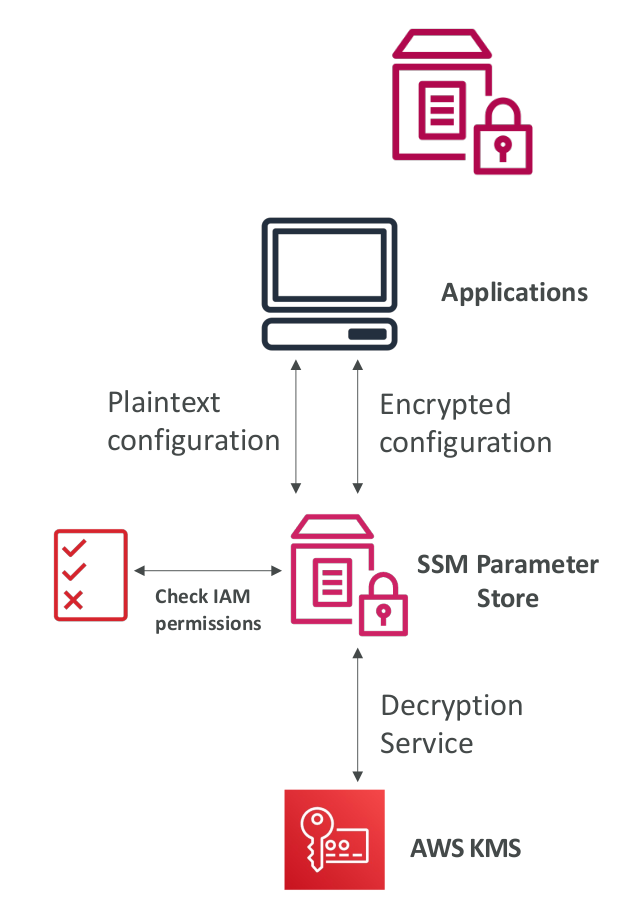 Applications
Plaintext
configuration
Encrypted
configuration
SSM Parameter
Store
Check IAM
permissions
Decryption
Service
AWS KMS